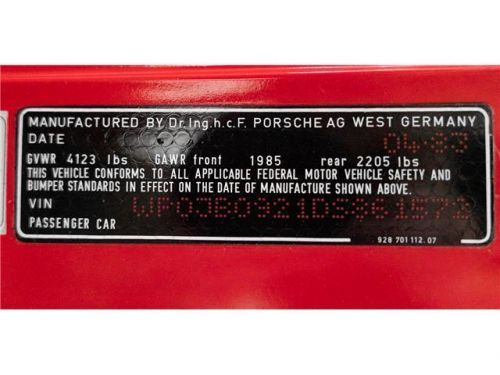 MANUFACTURED BY Dr.Ing.h.c.F. PORSCHE AG WEST GERMANY
DATE 04-83
GVWR 4123 lbs GAWR front 1985 rear 2205 lbs
THIS VEHICLE CONFORMS TO ALL APPLICABLE FEDERAL MOTOR VEHICLE SAFETY AND
BUMPER STANDARDS IN EFFECT ON THE DATE OF MANUFACTURE SHOWN ABOVE.
VIN
PASSENGER CAR
928 701 112.07